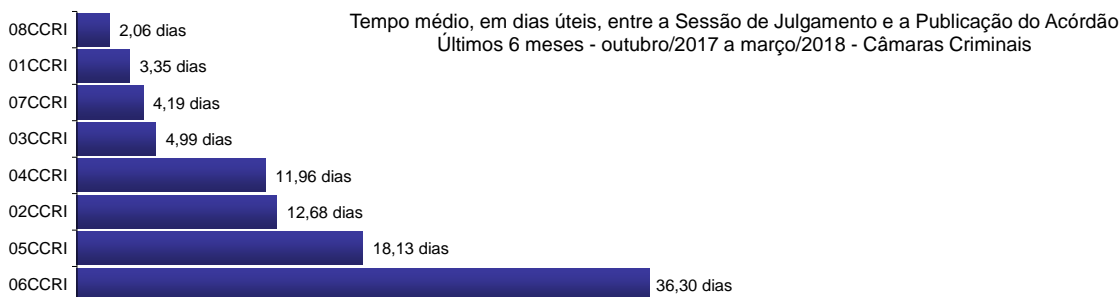 Tempo médio, em dias úteis, entre a Sessão de Julgamento e a Publicação do Acórdão
Últimos 6 meses - outubro/2017 a março/2018 - Câmaras Criminais
08CCRI 2,06 dias
01CCRI 3,35 dias
07CCRI 4,19 dias
03CCRI 4,99 dias
04CCRI 11,96 dias
02CCRI 12,68 dias
05CCRI 18,13 dias
06CCRI 36,30 dias